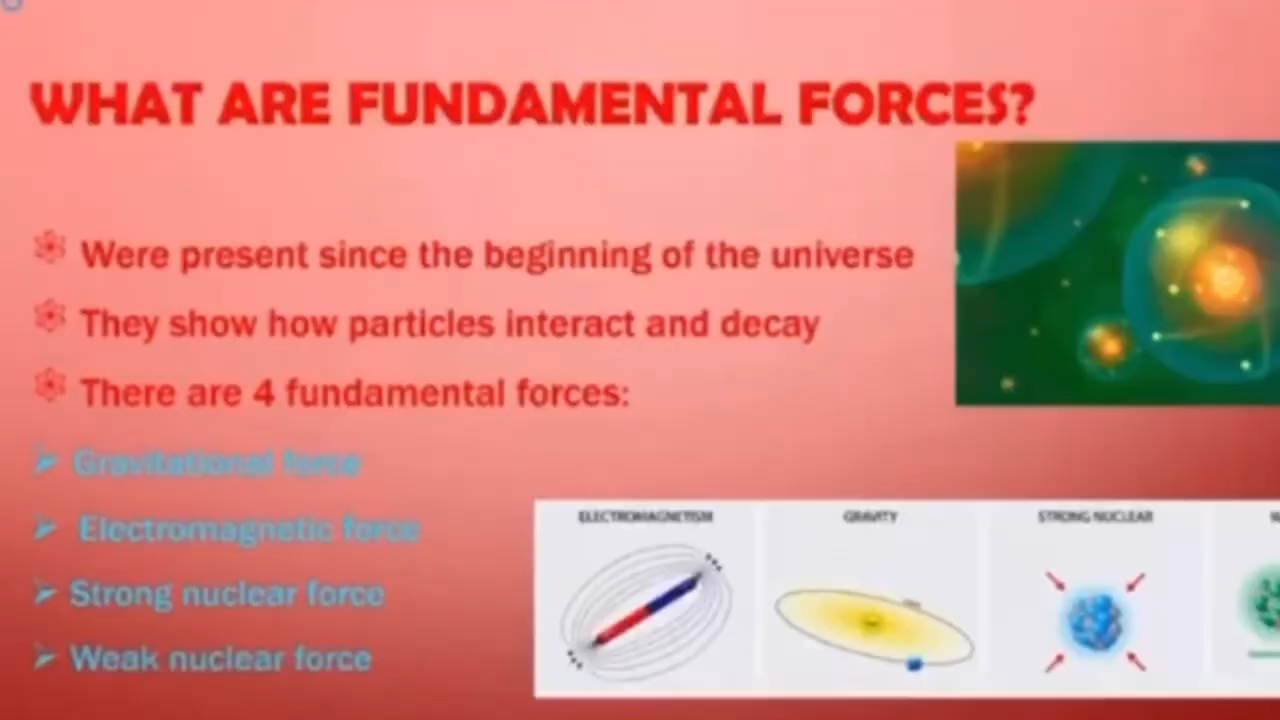 WHAT ARE FUNDAMENTAL FORCES?
Were present since the beginning of the universe
They show how particles interact and decay
There are 4 fundamental forces:
Gravitational force
Electromagnetic force
Strong nuclear force
Weak nuclear force
ELECTROMAGNETISM
GRAVITY
STRONG NUCLEAR